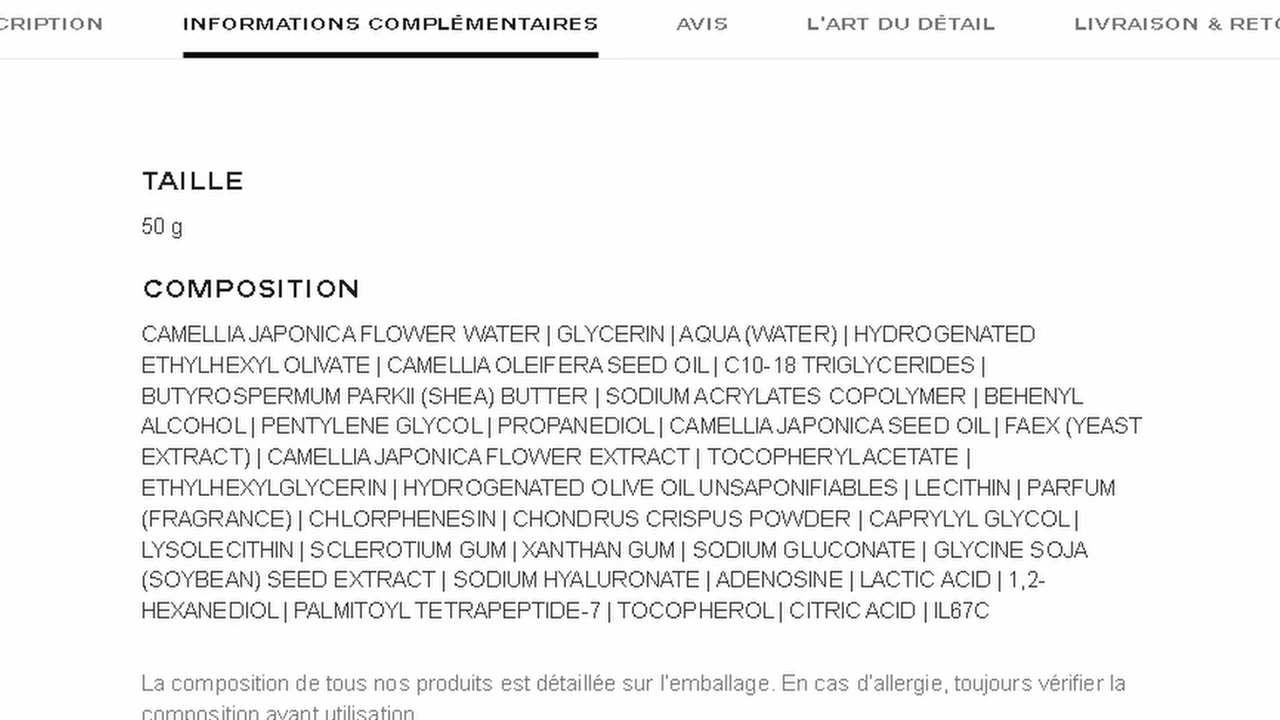 CRIPTION INFORMATIONS COMPLÉMENTAIRES AVIS L'ART DU DÉTAIL LIVRAISON & RETO
TAILLE
50 g
COMPOSITION
CAMELLIA JAPONICA FLOWER WATER | GLYCERIN | AQUA (WATER) | HYDROGENATED
ETHYLHEXYL OLIVATE | CAMELLIA OLEIFERA SEED OIL | C10-18 TRIGLYCERIDES |
BUTYROSPERMUM PARKII (SHEA) BUTTER | SODIUM ACRYLATES COPOLYMER | BEHENYL
ALCOHOL | PENTYLENE GLYCOL | PROPANEDIOL | CAMELLIA JAPONICA SEED OIL | FAEX (YEAST
EXTRACT) | CAMELLIA JAPONICA FLOWER EXTRACT | TOCOPHERYL ACETATE |
ETHYLHEXYLGLYCERIN | HYDROGENATED OLIVE OIL UNSAPONIFIABLES | LECITHIN | PARFUM
(FRAGRANCE) | CHLORPHENESIN | CHONDRUS CRISPUS POWDER | CAPRYLYL GLYCOL |
LYSOLECITHIN | SCLEROTIUM GUM | XANTHAN GUM | SODIUM GLUCONATE | GLYCINE SOJA
(SOYBEAN) SEED EXTRACT | SODIUM HYALURONATE | ADENOSINE | LACTIC ACID | 1,2-
HEXANEDIOL | PALMITOYL TETRAPEPTIDE-7 | TOCOPHEROL | CITRIC ACID | IL67C
La composition de tous nos produits est détaillée sur l'emballage. En cas d'allergie, toujours vérifier la
composition avant utilisation.